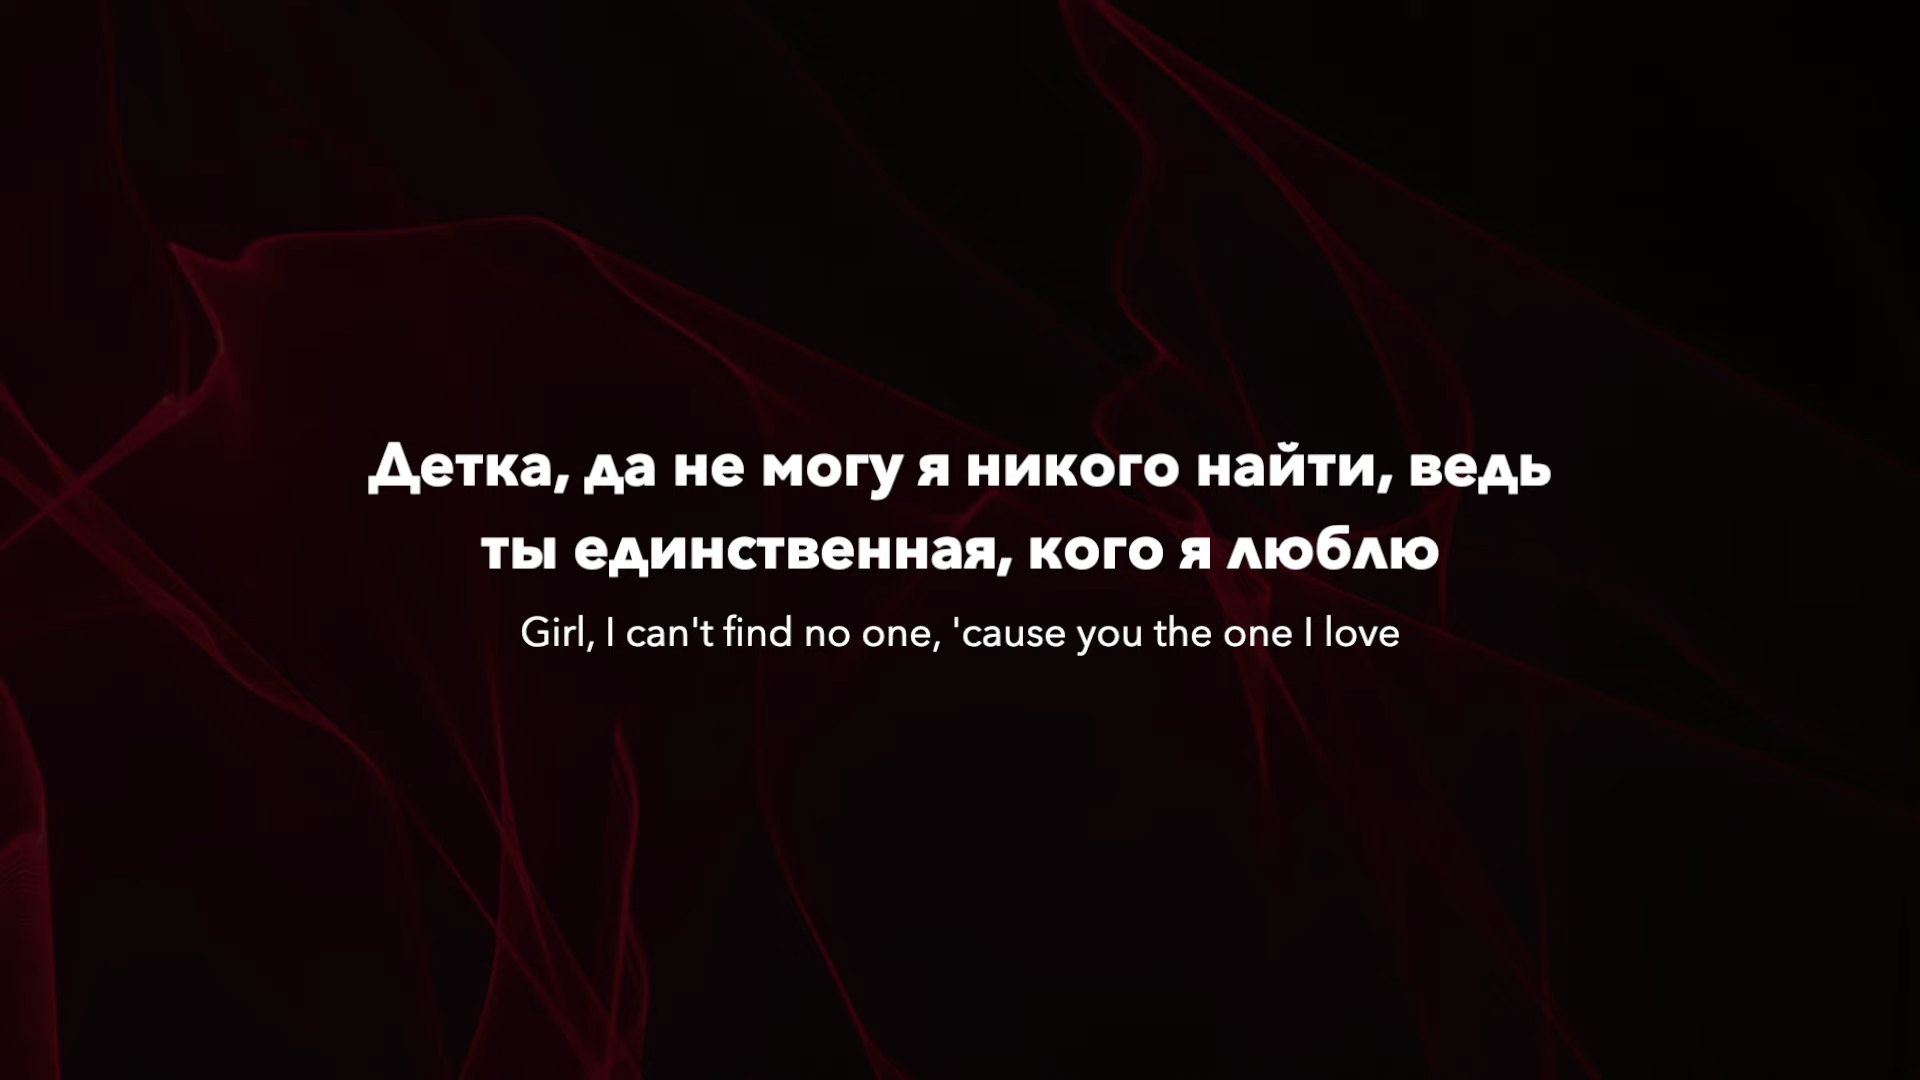 Детка, да не могу я никого найти, ведь
ты единственная, кого я люблю
Girl, I can't find no one, 'cause you the one I love